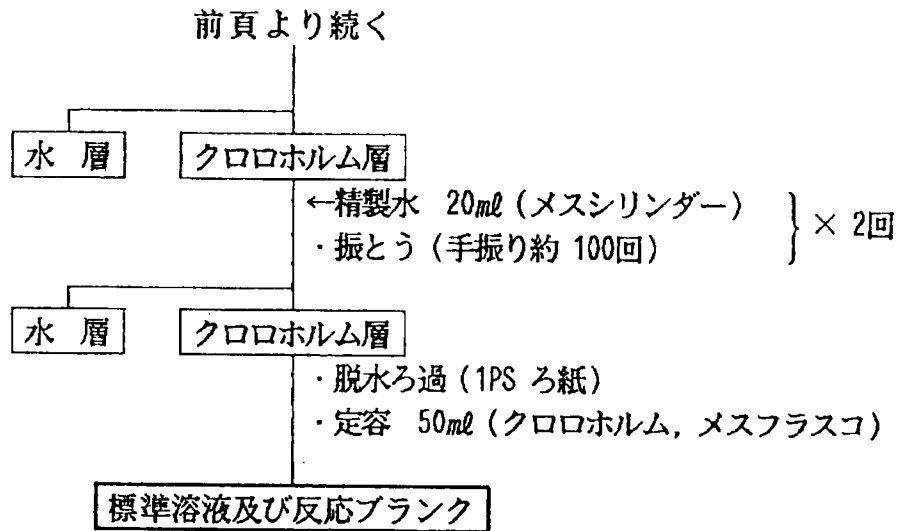 前頁より続く
水　層
クロロホルム層
←精製水　20㎖（メスシリンダー）
・振とう（手振り約 100回）
× 2回
水　層
クロロホルム層
・脱水ろ過（1PS ろ紙）
・定容　50㎖（クロロホルム，メスフラスコ）
標準溶液及び反応ブランク